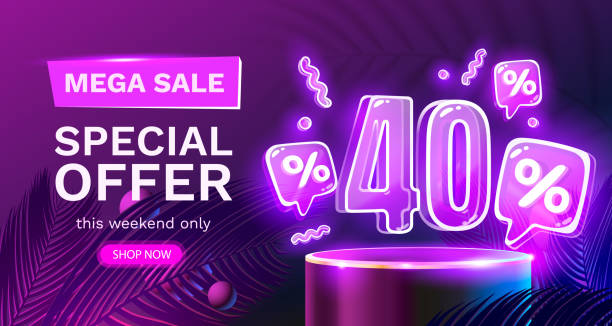 MEGA SALE
SPECIAL
OFFER
this weekend only
SHOP NOW
40
%
%
%